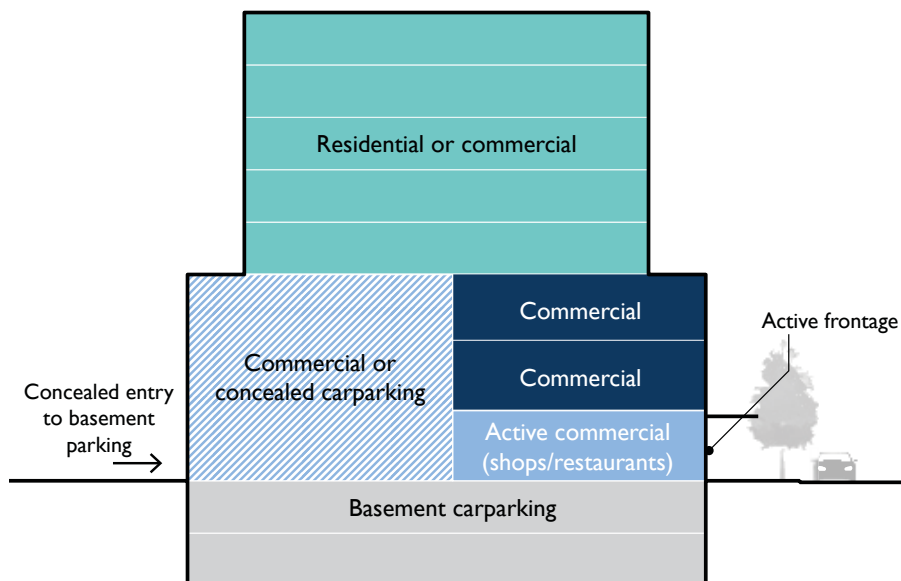 Residential or commercial
Commercial
Active frontage
Commercial or
concealed carparking
Commercial
Concealed entry
to basement
parking
Active commercial
(shops/restaurants)
Basement carparking